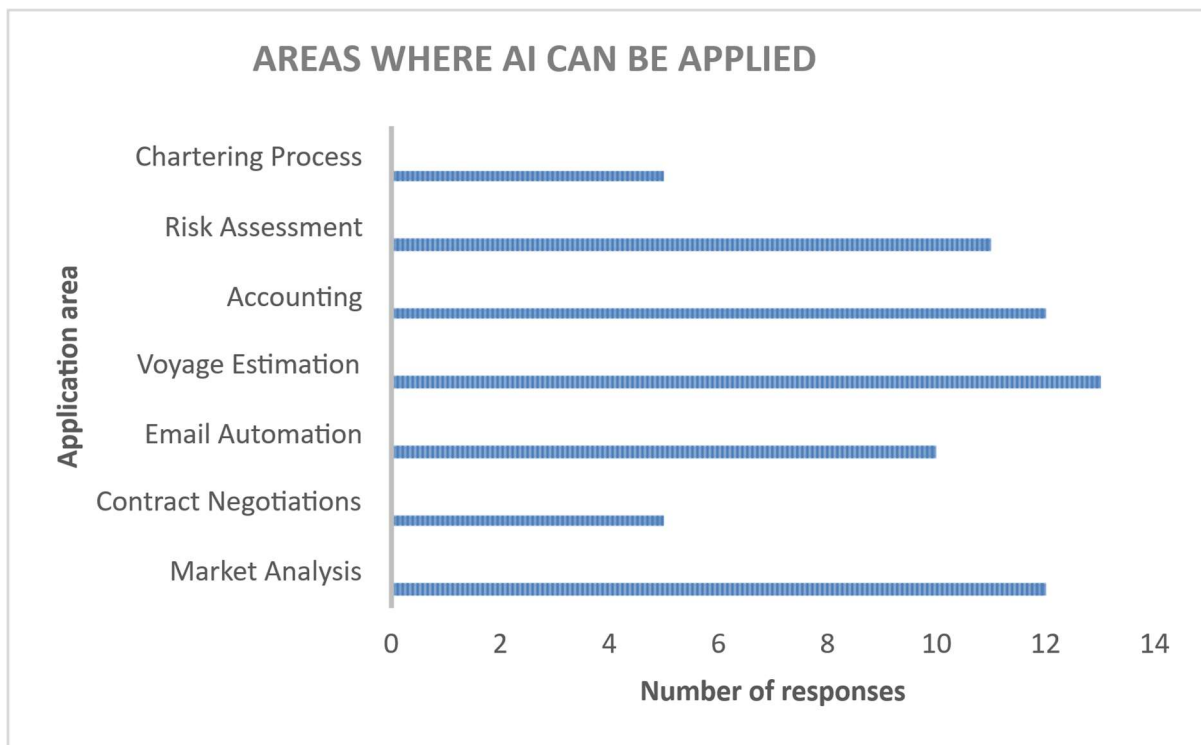 AREAS WHERE AI CAN BE APPLIED
Application area
Chartering Process
Risk Assessment
Accounting
Voyage Estimation
Email Automation
Contract Negotiations
Market Analysis
0 2 4 6 8 10 12 14
Number of responses